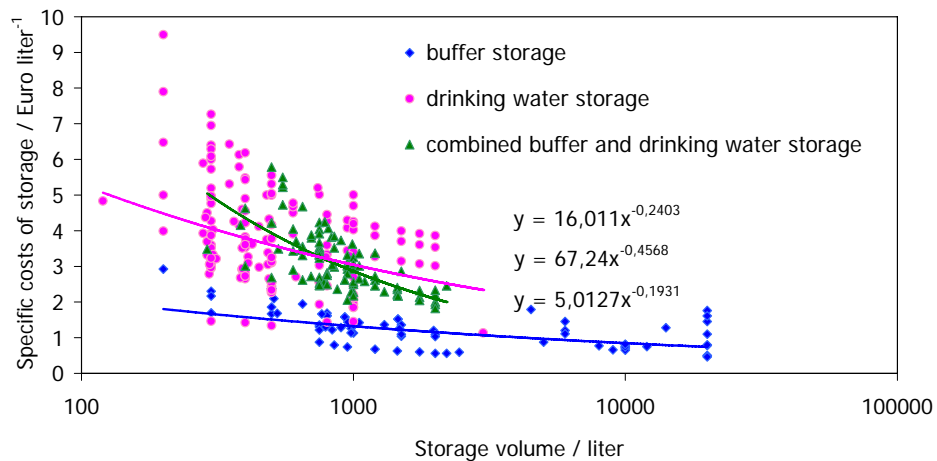 Specific costs of storage / Euro liter⁻¹
10
9
8
7
6
5
4
3
2
1
0
buffer storage
drinking water storage
combined buffer and drinking water storage
y = 16,011x⁻⁰,²⁴⁰³
y = 67,24x⁻⁰,⁴⁵⁶⁸
y = 5,0127x⁻⁰,¹⁹³¹
100 1000 10000 100000
Storage volume / liter